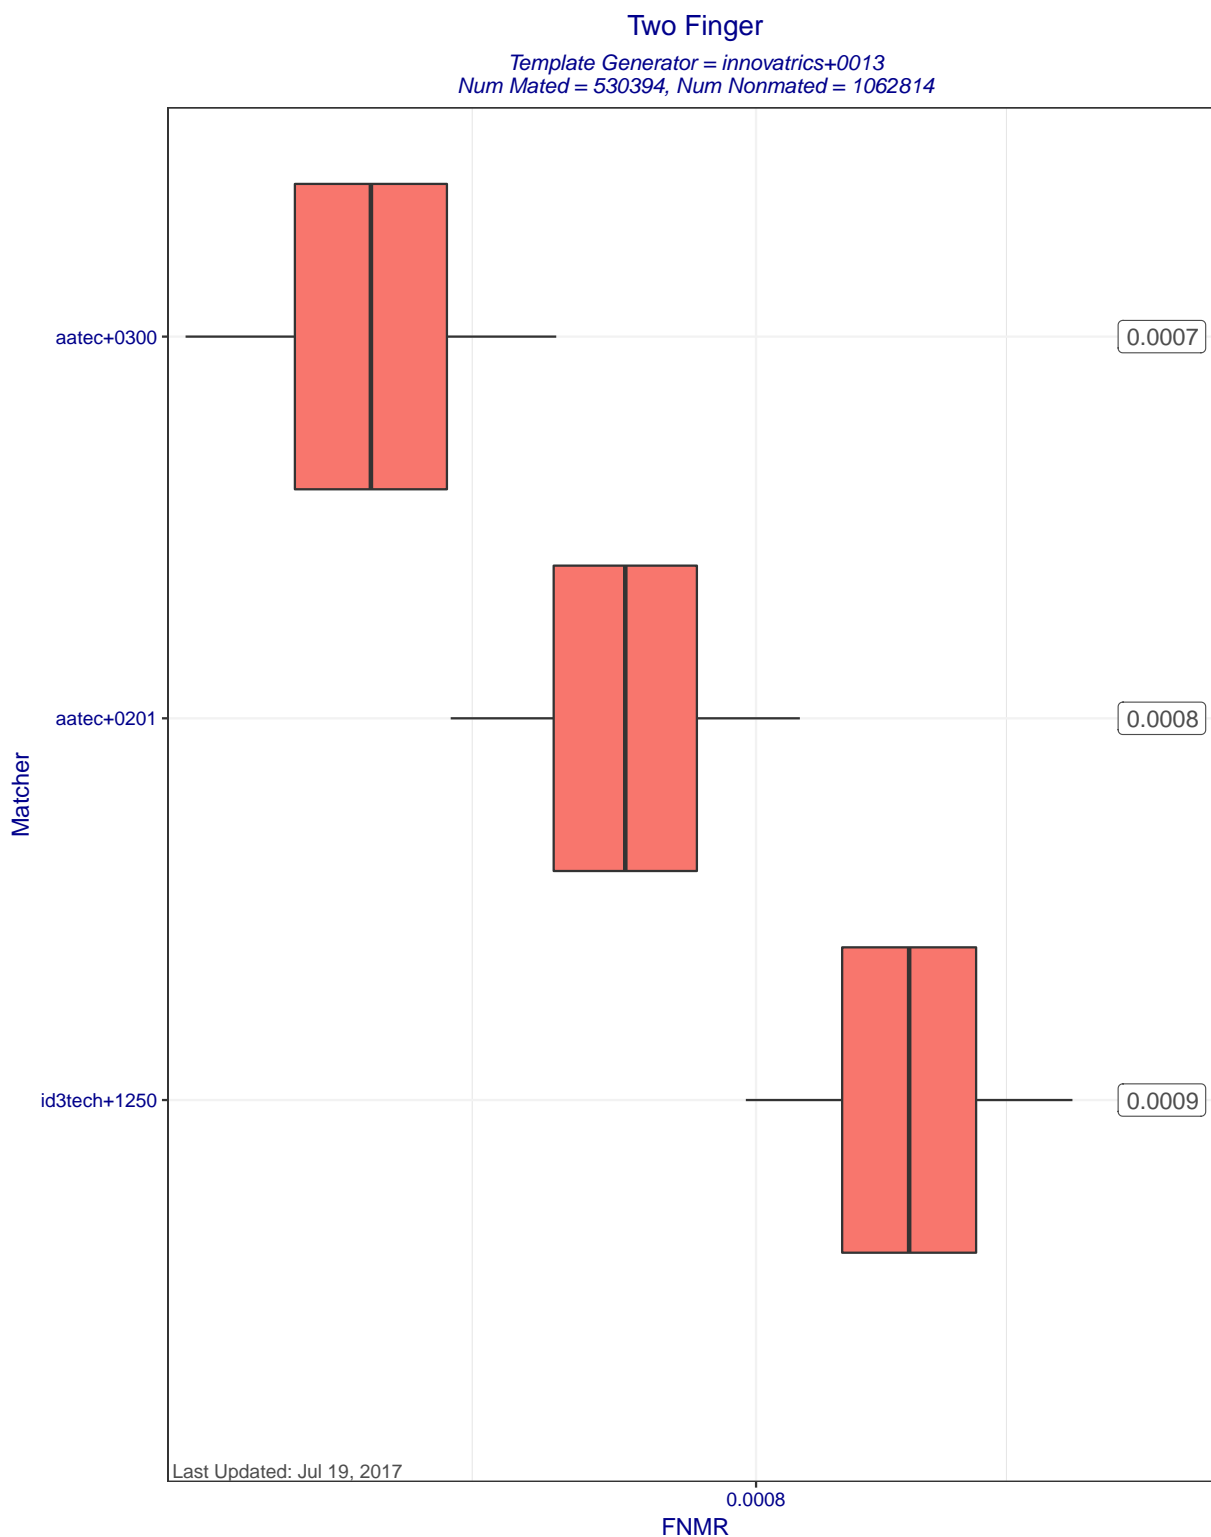 Two Finger
Template Generator = innovatrics+0013
Num Mated = 530394, Num Nonmated = 1062814
aatec+0300
0.0007
aatec+0201
0.0008
Matcher
id3tech+1250
0.0009
Last Updated: Jul 19, 2017
0.0008
FNMR